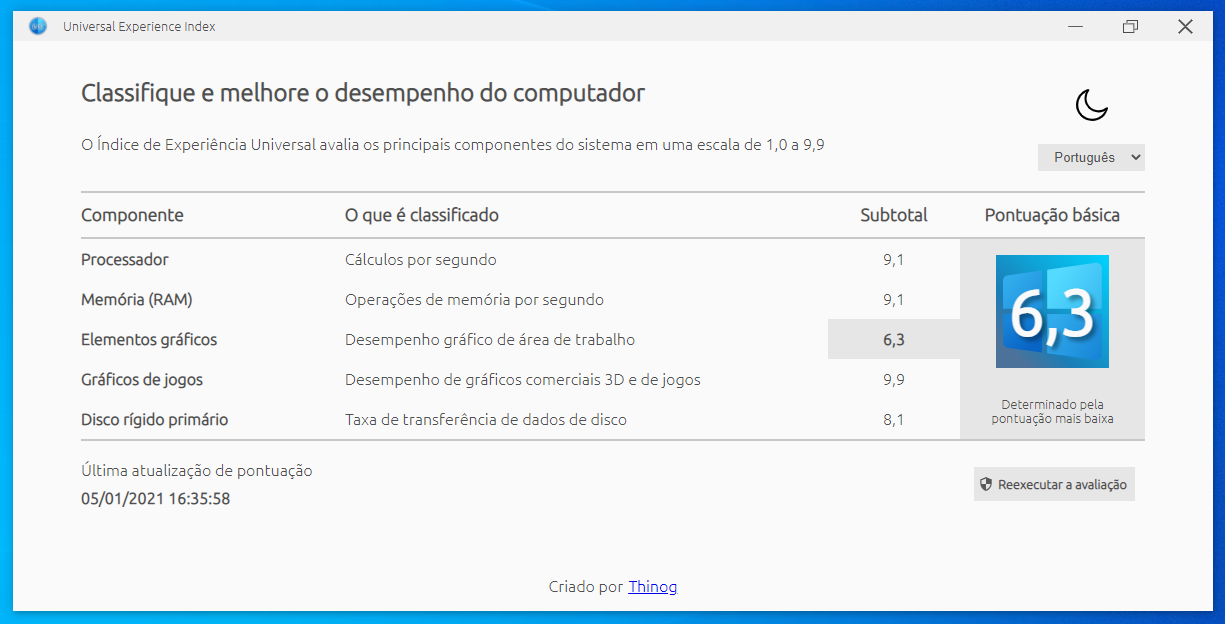 Universal Experience Index
Classifique e melhore o desempenho do computador
O Índice de Experiência Universal avalia os principais componentes do sistema em uma escala de 1,0 a 9,9
Português
Componente O que é classificado Subtotal Pontuação básica
Processador Cálculos por segundo 9,1
Memória (RAM) Operações de memória por segundo 9,1
Elementos gráficos Desempenho gráfico de área de trabalho 6,3
Gráficos de jogos Desempenho de gráficos comerciais 3D e de jogos 9,9
Disco rígido primário Taxa de transferência de dados de disco 8,1
6,3
Determinado pela
pontuação mais baixa
Última atualização de pontuação
05/01/2021 16:35:58
Reexecutar a avaliação
Criado por Thinog